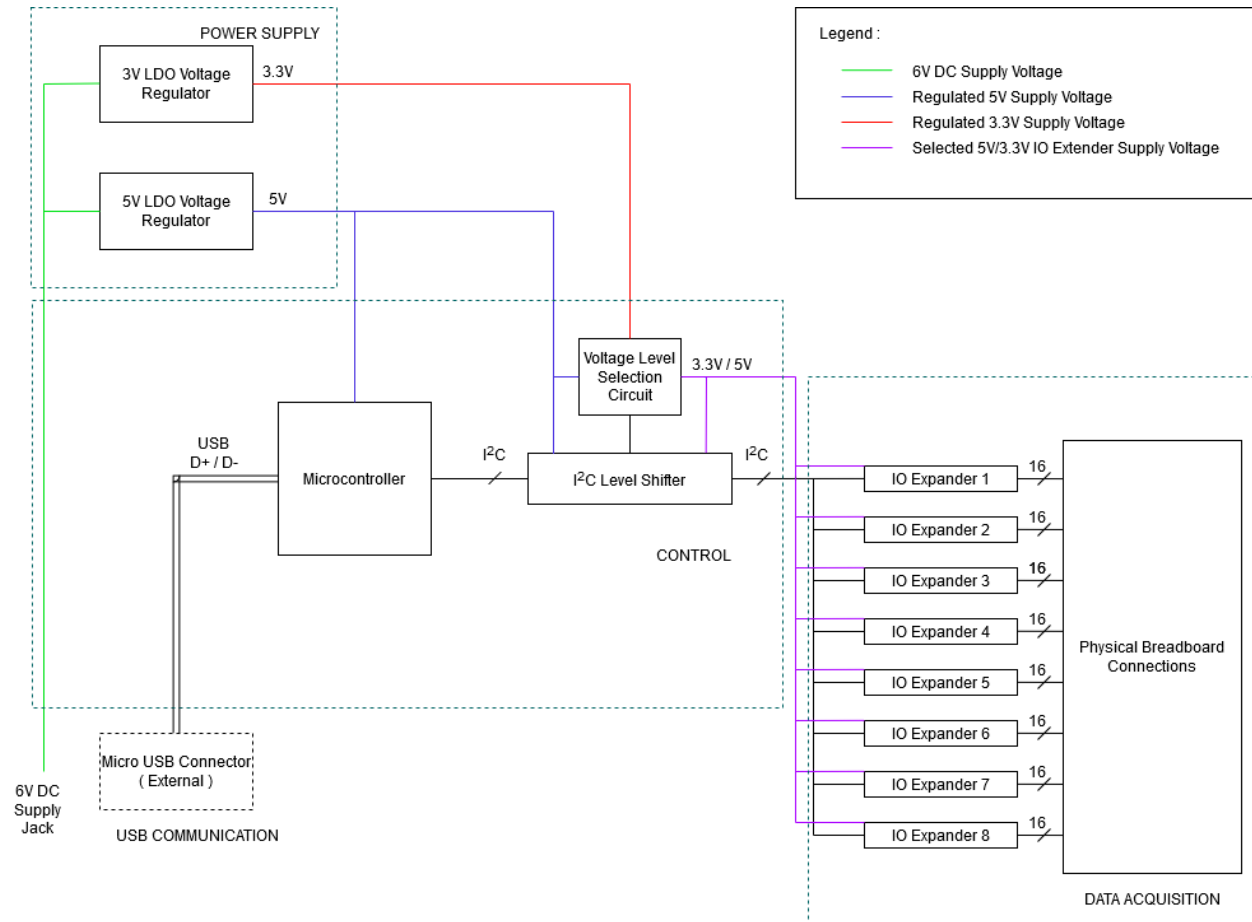 POWER SUPPLY
3V LDO Voltage
Regulator
3.3V
5V LDO Voltage
Regulator
5V
Legend :
6V DC Supply Voltage
Regulated 5V Supply Voltage
Regulated 3.3V Supply Voltage
Selected 5V/3.3V IO Extender Supply Voltage
Voltage Level
Selection
Circuit
3.3V / 5V
USB
D+ / D-
Microcontroller
I²C
I²C Level Shifter
I²C
CONTROL
IO Expander 1
16
IO Expander 2
16
IO Expander 3
16
IO Expander 4
16
IO Expander 5
16
IO Expander 6
16
IO Expander 7
16
IO Expander 8
16
Physical Breadboard
Connections
DATA ACQUISITION
Micro USB Connector
( External )
USB COMMUNICATION
6V DC
Supply
Jack